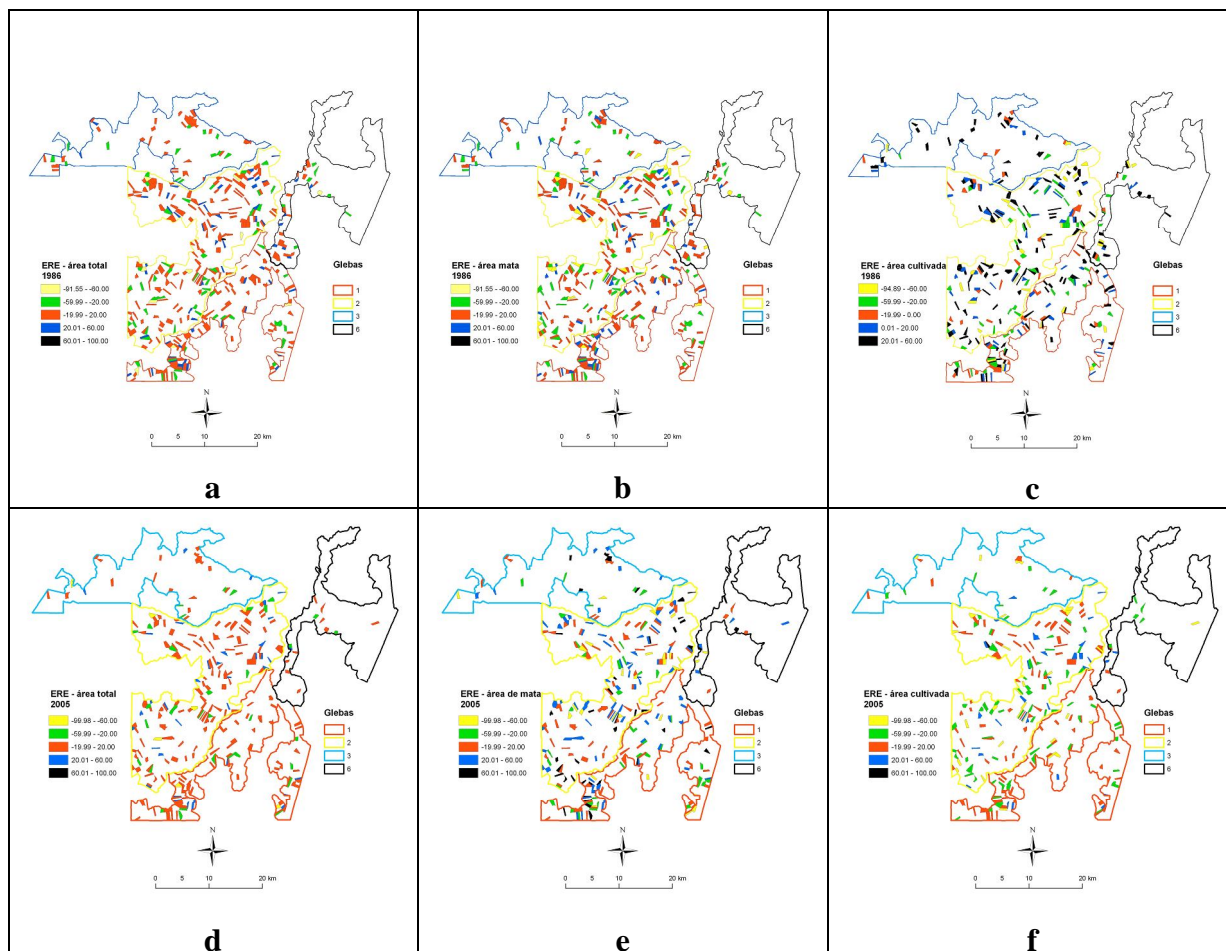 ERE - área total
1986
-91.55 - -60.00
-59.99 - -20.00
-19.99 - 20.00
20.01 - 60.00
60.01 - 100.00
Glebas
1
2
3
6
N
0 5 10 20 km
a
ERE - área mata
1986
-91.55 - -60.00
-59.99 - -20.00
-19.99 - 20.00
20.01 - 60.00
60.01 - 100.00
Glebas
1
2
3
6
N
0 5 10 20 km
b
ERE - área cultivada
1986
-94.89 - -60.00
-59.99 - -20.00
-19.99 - 0.00
0.01 - 20.00
20.01 - 60.00
Glebas
1
2
3
6
N
0 5 10 20 km
c
ERE - área total
2005
-99.98 - -60.00
-59.99 - -20.00
-19.99 - 20.00
20.01 - 60.00
60.01 - 100.00
Glebas
1
2
3
6
N
0 5 10 20 km
d
ERE - área de mata
2005
-99.98 - -60.00
-59.99 - -20.00
-19.99 - 20.00
20.01 - 60.00
60.01 - 100.00
Glebas
1
2
3
6
N
0 5 10 20 km
e
ERE - área cultivada
2005
-99.98 - -60.00
-59.99 - -20.00
-19.99 - 20.00
20.01 - 60.00
60.01 - 100.00
Glebas
1
2
3
6
N
0 5 10 20 km
f